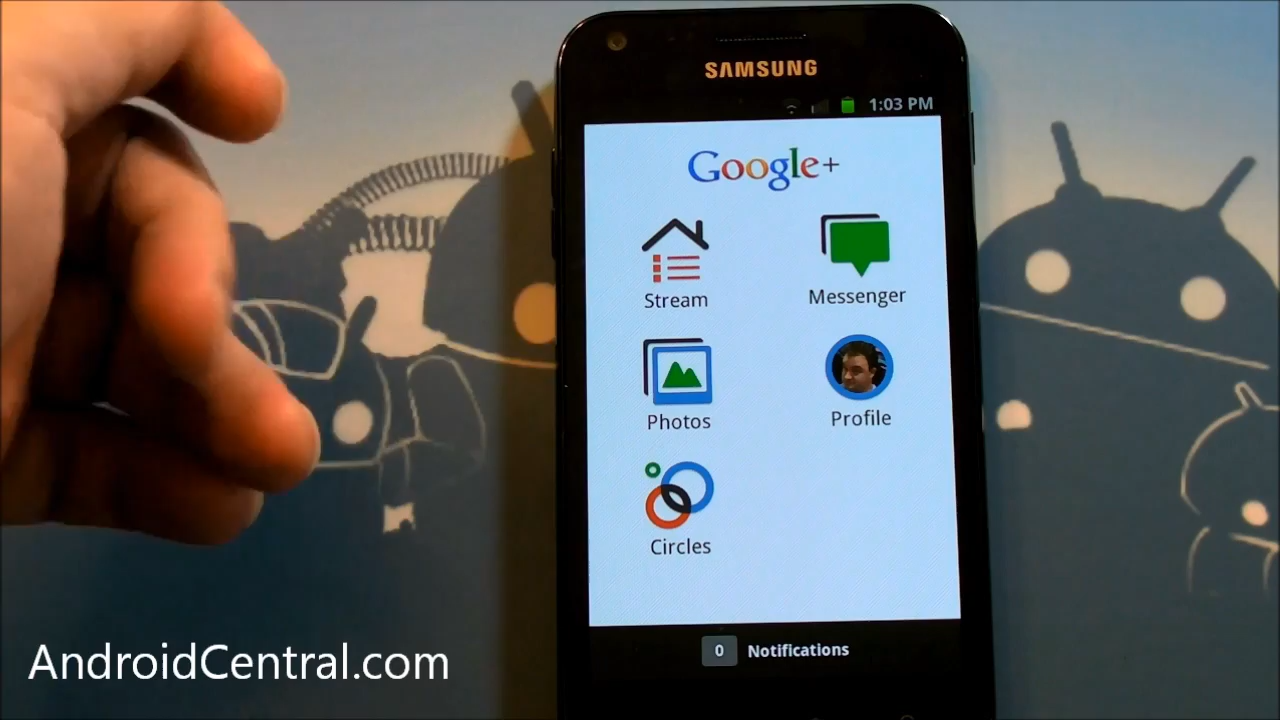 SAMSUNG
1:03 PM
Google+
Stream
Messenger
Photos
Profile
Circles
0 Notifications
AndroidCentral.com